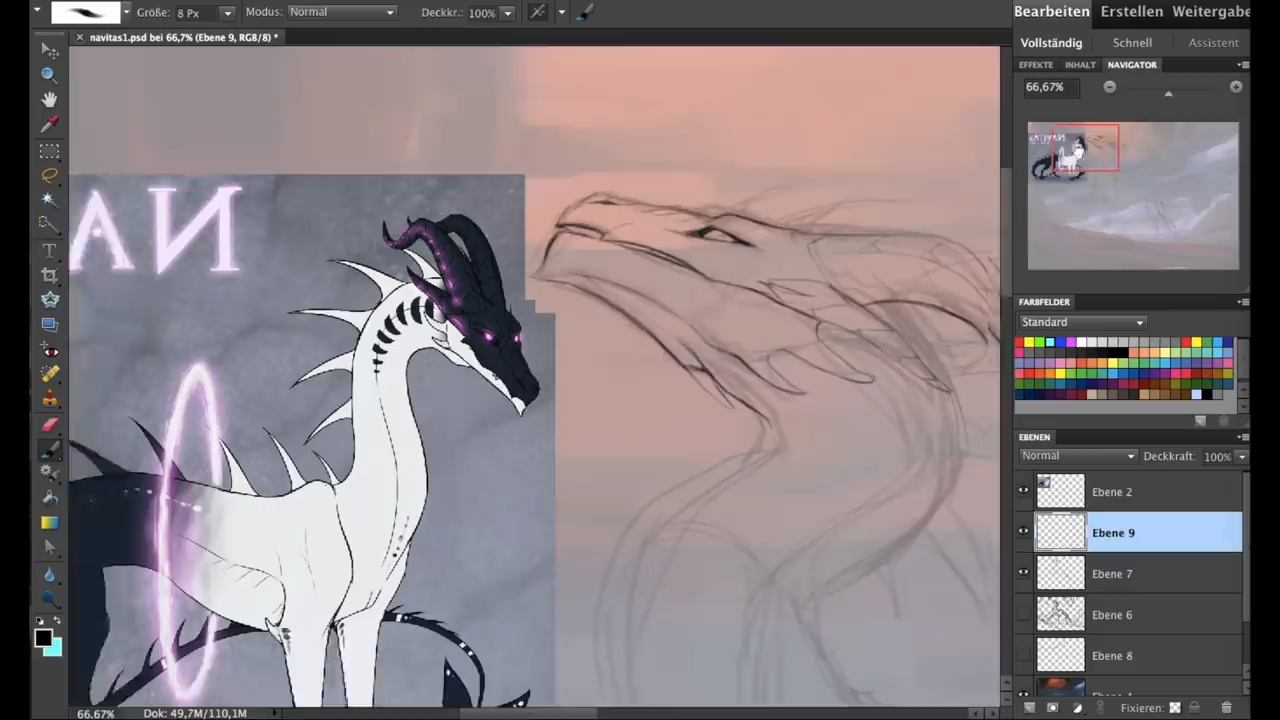 Größe: 8 Px Modus: Normal Deckkr.: 100%
Bearbeiten Erstellen Weitergabe
navitas1.psd bei 66,7% (Ebene 9, RGB/8) *
Vollständig Schnell Assistent
EFFEKTE INHALT NAVIGATOR
66,67%
AN
FARBFELDER
Standard
EBENEN
Normal Deckkraft: 100%
Ebene 2
Ebene 9
Ebene 7
Ebene 6
Ebene 8
66.67% Dok: 49,7M/110,1M
Fixieren: